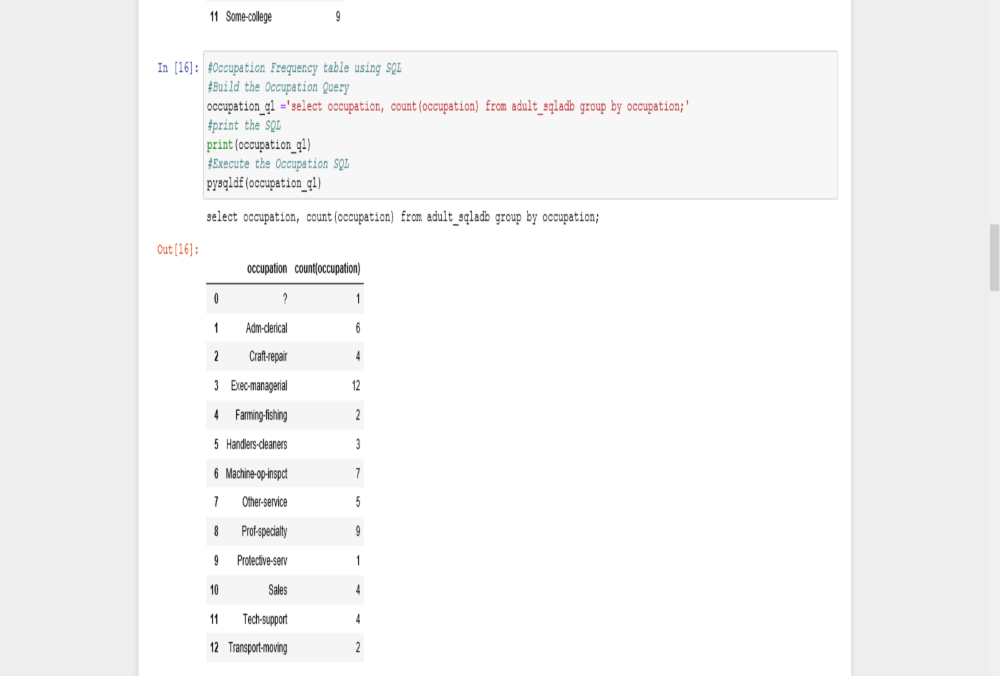 11 Some-college 9
In [16]: #Occupation Frequency table using SQL
#Build the Occupation Query
occupation_q1 ='select occupation, count(occupation) from adult_sqladb group by occupation;'
#print the SQL
print(occupation_q1)
#Execute the Occupation SQL
pysqldf(occupation_q1)
select occupation, count(occupation) from adult_sqladb group by occupation;
Out[16]:
occupation count(occupation)
0 ? 1
1 Adm-clerical 6
2 Craft-repair 4
3 Exec-managerial 12
4 Farming-fishing 2
5 Handlers-cleaners 3
6 Machine-op-inspct 7
7 Other-service 5
8 Prof-specialty 9
9 Protective-serv 1
10 Sales 4
11 Tech-support 4
12 Transport-moving 2